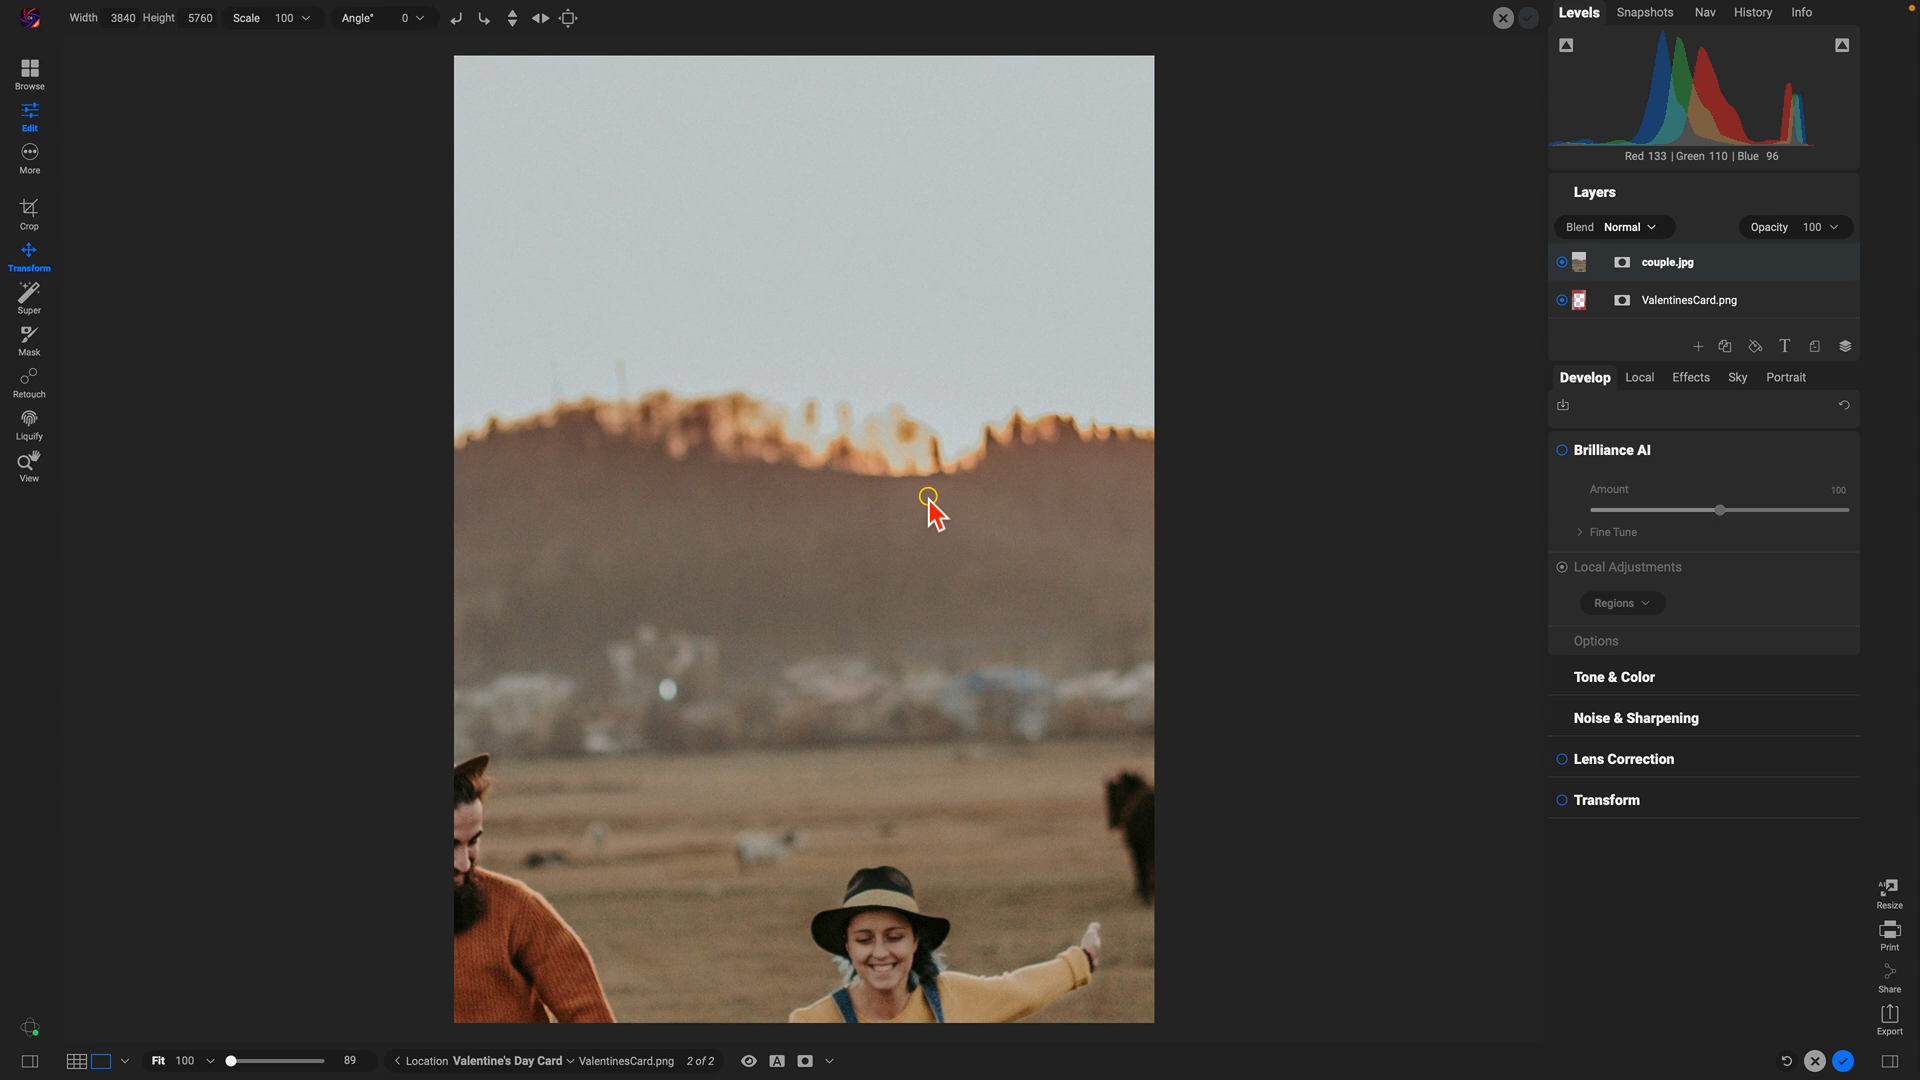 Width 3840 Height 5760 Scale 100 Angle° 0
Levels Snapshots Nav History Info
Browse
Edit
More
Crop
Transform
Super
Mask
Retouch
Liquify
View
Red 133 | Green 110 | Blue 96
Layers
Blend Normal Opacity 100
couple.jpg
ValentinesCard.png
T
Develop Local Effects Sky Portrait
Brilliance AI
Amount 100
Fine Tune
Local Adjustments
Regions
Options
Tone & Color
Noise & Sharpening
Lens Correction
Transform
AI
Resize
Print
Share
Export
Fit 100 89 Location Valentine's Day Card ValentinesCard.png 2 of 2 A